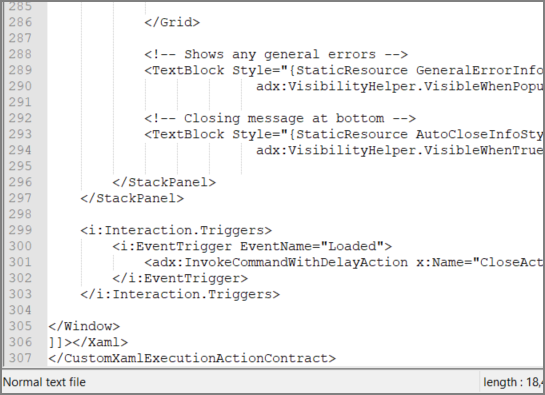 285
286 </Grid>
287
288 <!-- Shows any general errors -->
289 <TextBlock Style="{StaticResource GeneralErrorInfo
290 adx:VisibilityHelper.VisibleWhenPopu
291
292 <!-- Closing message at bottom -->
293 <TextBlock Style="{StaticResource AutoCloseInfoSty
294 adx:VisibilityHelper.VisibleWhenTrue
295
296 </StackPanel>
297 </StackPanel>
298
299 <i:Interaction.Triggers>
300 <i:EventTrigger EventName="Loaded">
301 <adx:InvokeCommandWithDelayAction x:Name="CloseAct
302 </i:EventTrigger>
303 </i:Interaction.Triggers>
304
305 </Window>
306 ]]></Xaml>
307 </CustomXamlExecutionActionContract>
Normal text file length : 18,4